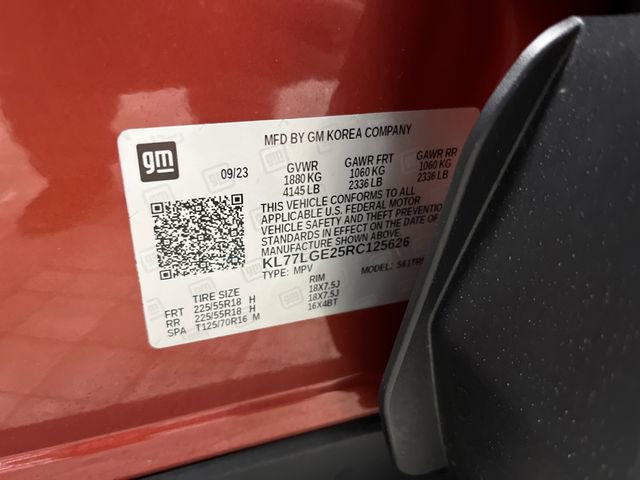 MFD BY GM KOREA COMPANY
gm
09/23
GVWR GAWR FRT GAWR RR
1880 KG 1060 KG 1060 KG
4145 LB 2336 LB 2336 LB
THIS VEHICLE CONFORMS TO ALL
APPLICABLE U.S. FEDERAL MOTOR
VEHICLE SAFETY AND THEFT PREVENTION
STANDARDS IN EFFECT ON THE DATE OF
MANUFACTURE SHOWN ABOVE.
KL77LGE25RC125626
TYPE: MPV MODEL:
TIRE SIZE RIM
FRT 225/55R18 H 18X7.5J
RR 225/55R18 H 18X7.5J
SPA T125/70R16 M 16X4BT